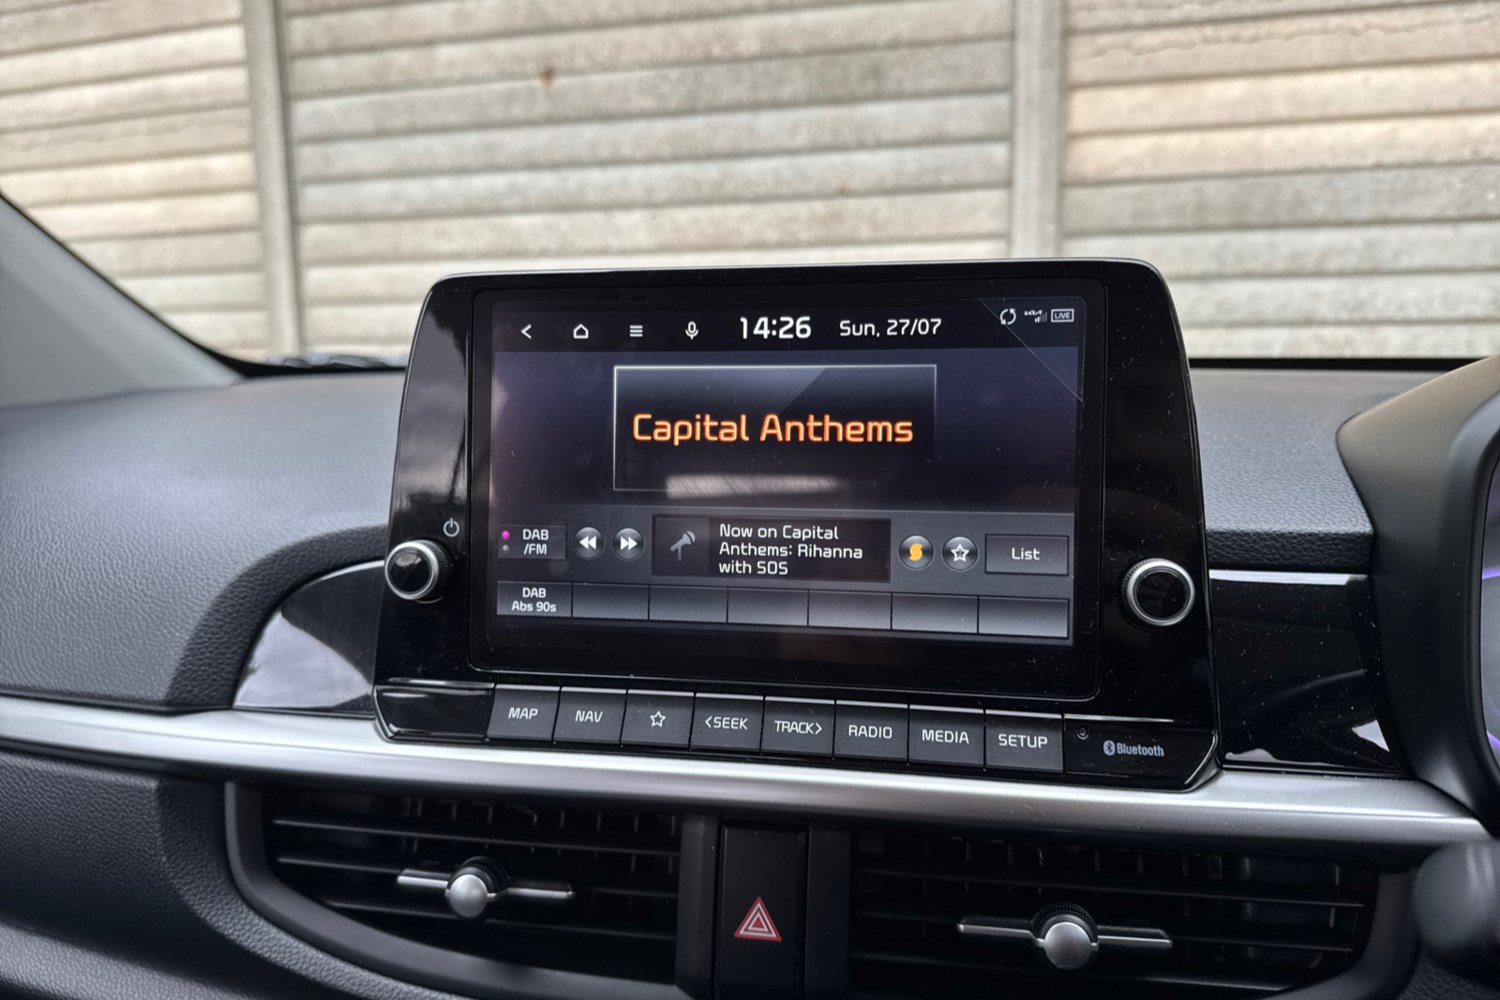 14:26 Sun, 27/07
KIA LIVE
Capital Anthems
DAB
/FM
Now on Capital
Anthems: Rihanna
with SOS
List
DAB
Abs 90s
MAP NAV <SEEK TRACK> RADIO MEDIA SETUP
Bluetooth